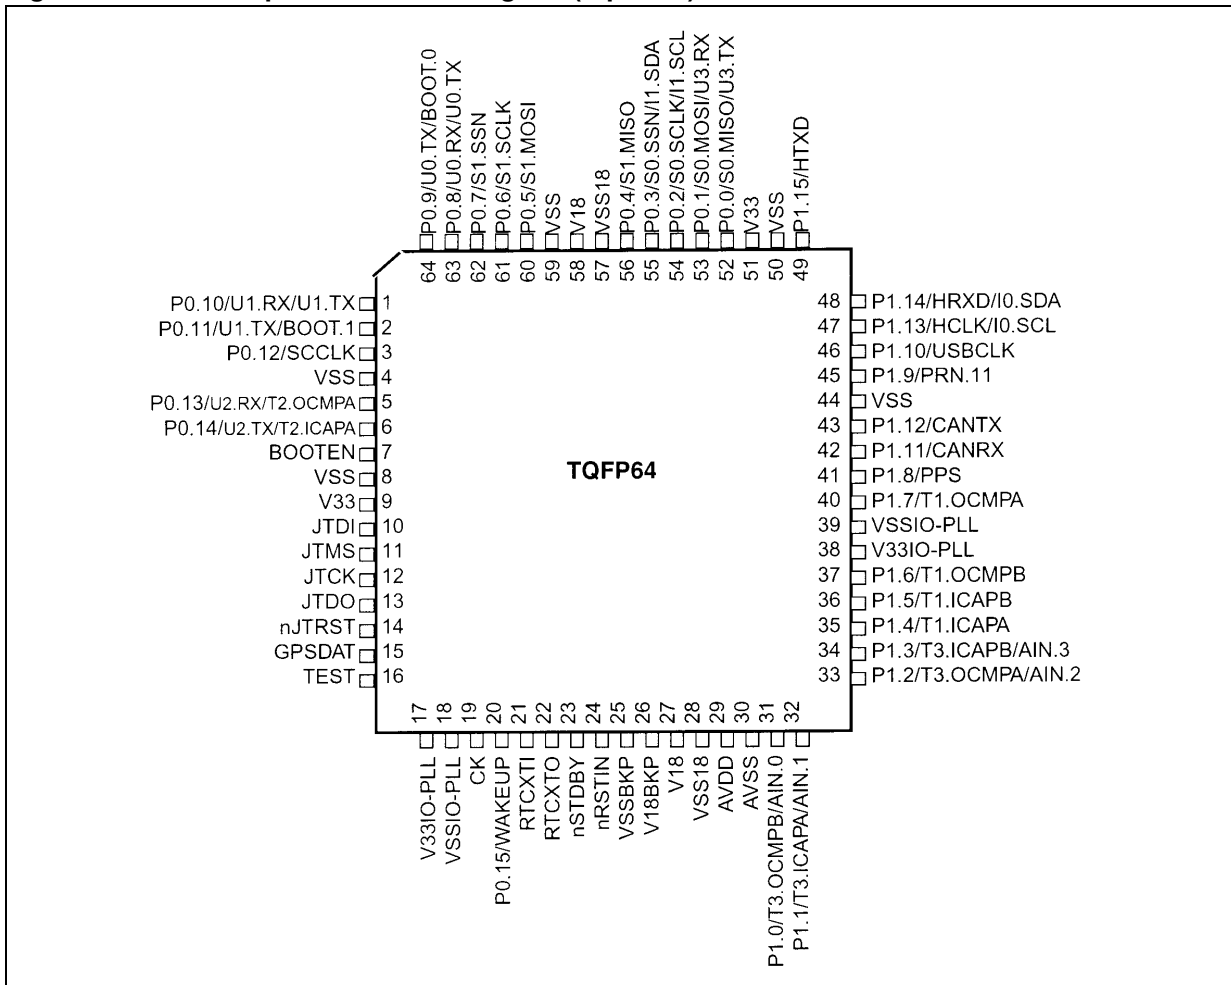 P0.9/U0.TX/BOOT.0
P0.8/U0.RX/U0.TX
P0.7/S1.SSN
P0.6/S1.SCLK
P0.5/S1.MOSI
VSS
V18
VSS18
P0.4/S1.MISO
P0.3/S0.SSN/I1.SDA
P0.2/S0.SCLK/I1.SCL
P0.1/S0.MOSI/U3.RX
P0.0/S0.MISO/U3.TX
V33
VSS
P1.15/HTXD
64
63
62
61
60
59
58
57
56
55
54
53
52
51
50
49
P0.10/U1.RX/U1.TX 1
P0.11/U1.TX/BOOT.1 2
P0.12/SCCLK 3
VSS 4
P0.13/U2.RX/T2.OCMPA 5
P0.14/U2.TX/T2.ICAPA 6
BOOTEN 7
VSS 8
V33 9
JTDI 10
JTMS 11
JTCK 12
JTDO 13
nJTRST 14
GPSDAT 15
TEST 16
TQFP64
48 P1.14/HRXD/I0.SDA
47 P1.13/HCLK/I0.SCL
46 P1.10/USBCLK
45 P1.9/PRN.11
44 VSS
43 P1.12/CANTX
42 P1.11/CANRX
41 P1.8/PPS
40 P1.7/T1.OCMPA
39 VSSIO-PLL
38 V33IO-PLL
37 P1.6/T1.OCMPB
36 P1.5/T1.ICAPB
35 P1.4/T1.ICAPA
34 P1.3/T3.ICAPB/AIN.3
33 P1.2/T3.OCMPA/AIN.2
17
18
19
20
21
22
23
24
25
26
27
28
29
30
31
32
V33IO-PLL
VSSIO-PLL
CK
P0.15/WAKEUP
RTCXTI
RTCXTO
nSTDBY
nRSTIN
VSSBKP
V18BKP
V18
VSS18
AVDD
AVSS
P1.0/T3.OCMPB/AIN.0
P1.1/T3.ICAPA/AIN.1